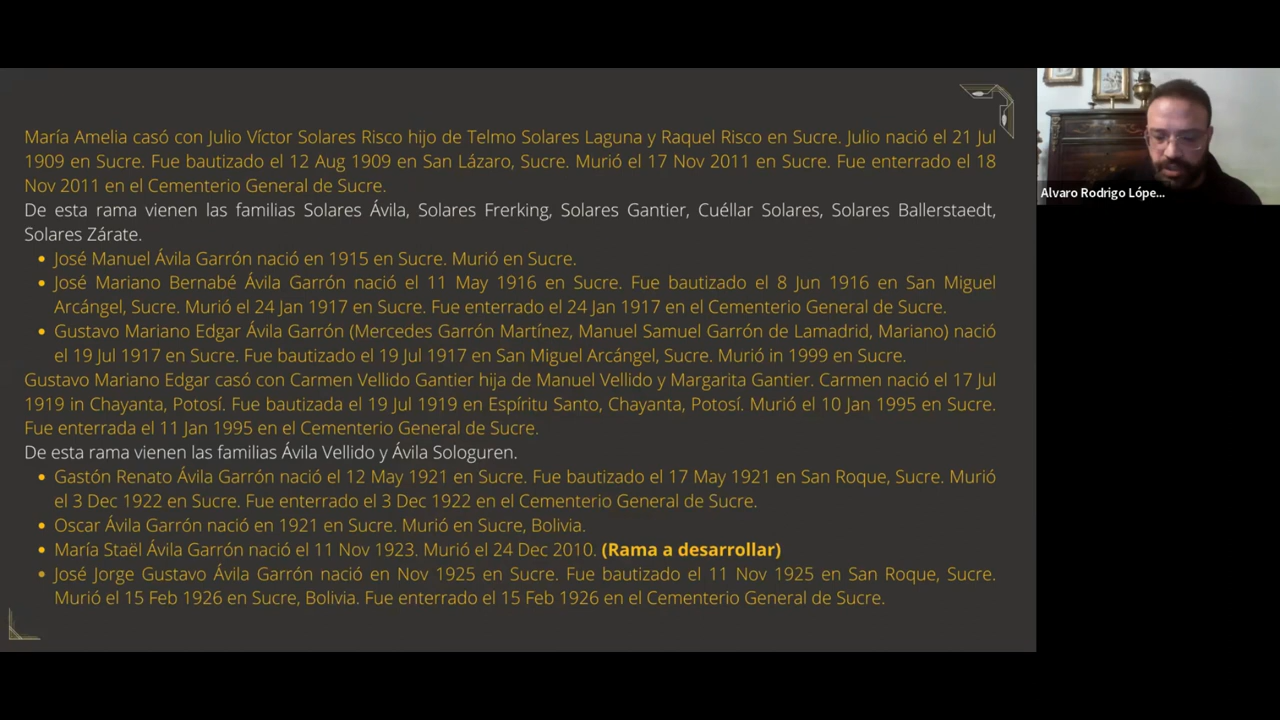 María Amelia casó con Julio Víctor Solares Risco hijo de Telmo Solares Laguna y Raquel Risco en Sucre. Julio nació el 21 Jul
1909 en Sucre. Fue bautizado el 12 Aug 1909 en San Lázaro, Sucre. Murió el 17 Nov 2011 en Sucre. Fue enterrado el 18
Nov 2011 en el Cementerio General de Sucre.
De esta rama vienen las familias Solares Ávila, Solares Frerking, Solares Gantier, Cuéllar Solares, Solares Ballerstaedt,
Solares Zárate.
• José Manuel Ávila Garrón nació en 1915 en Sucre. Murió en Sucre.
• José Mariano Bernabé Ávila Garrón nació el 11 May 1916 en Sucre. Fue bautizado el 8 Jun 1916 en San Miguel
Arcángel, Sucre. Murió el 24 Jan 1917 en Sucre. Fue enterrado el 24 Jan 1917 en el Cementerio General de Sucre.
• Gustavo Mariano Edgar Ávila Garrón (Mercedes Garrón Martínez, Manuel Samuel Garrón de Lamadrid, Mariano) nació
el 19 Jul 1917 en Sucre. Fue bautizado el 19 Jul 1917 en San Miguel Arcángel, Sucre. Murió in 1999 en Sucre.
Gustavo Mariano Edgar casó con Carmen Vellido Gantier hija de Manuel Vellido y Margarita Gantier. Carmen nació el 17 Jul
1919 in Chayanta, Potosí. Fue bautizada el 19 Jul 1919 en Espíritu Santo, Chayanta, Potosí. Murió el 10 Jan 1995 en Sucre.
Fue enterrada el 11 Jan 1995 en el Cementerio General de Sucre.
De esta rama vienen las familias Ávila Vellido y Ávila Sologuren.
• Gastón Renato Ávila Garrón nació el 12 May 1921 en Sucre. Fue bautizado el 17 May 1921 en San Roque, Sucre. Murió
el 3 Dec 1922 en Sucre. Fue enterrado el 3 Dec 1922 en el Cementerio General de Sucre.
• Oscar Ávila Garrón nació en 1921 en Sucre. Murió en Sucre, Bolivia.
• María Staël Ávila Garrón nació el 11 Nov 1923. Murió el 24 Dec 2010. (Rama a desarrollar)
• José Jorge Gustavo Ávila Garrón nació en Nov 1925 en Sucre. Fue bautizado el 11 Nov 1925 en San Roque, Sucre.
Murió el 15 Feb 1926 en Sucre, Bolivia. Fue enterrado el 15 Feb 1926 en el Cementerio General de Sucre.
Alvaro Rodrigo Lópe...